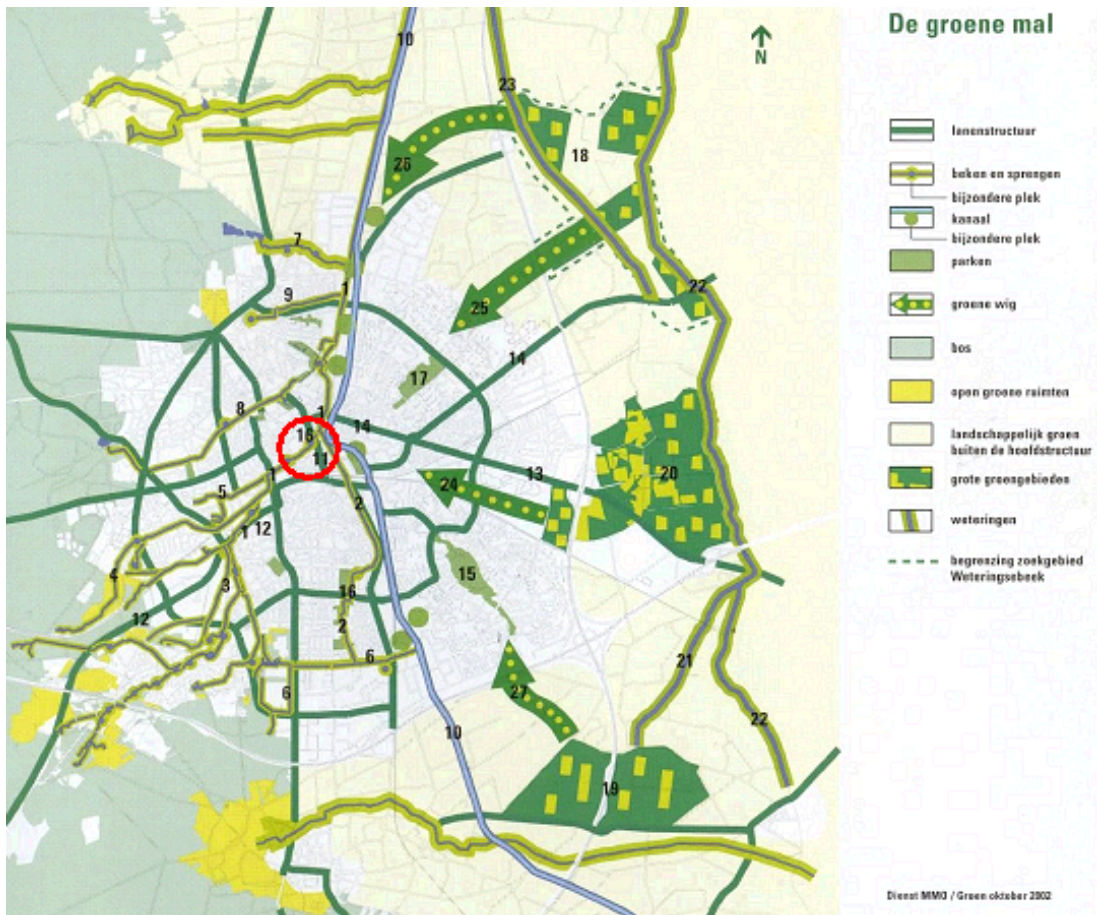 De groene mal
N
lanenstructuur
beken en sprengen
bijzondere plek
kanaal
bijzondere plek
parken
groene wig
bos
open groene ruimten
landschappelijk groen
buiten de hoofdstructuur
grote groengebieden
weteringen
begrenzing zoekgebied
Weteringsebeek
10
23
26
18
7
22
1
9
25
14
17
8
1
14
16
11
13
20
24
1
5
2
1
12
4
15
3
16
12
2
6
21
6
27
22
10
19
Dienst MMO / Groen oktober 2002